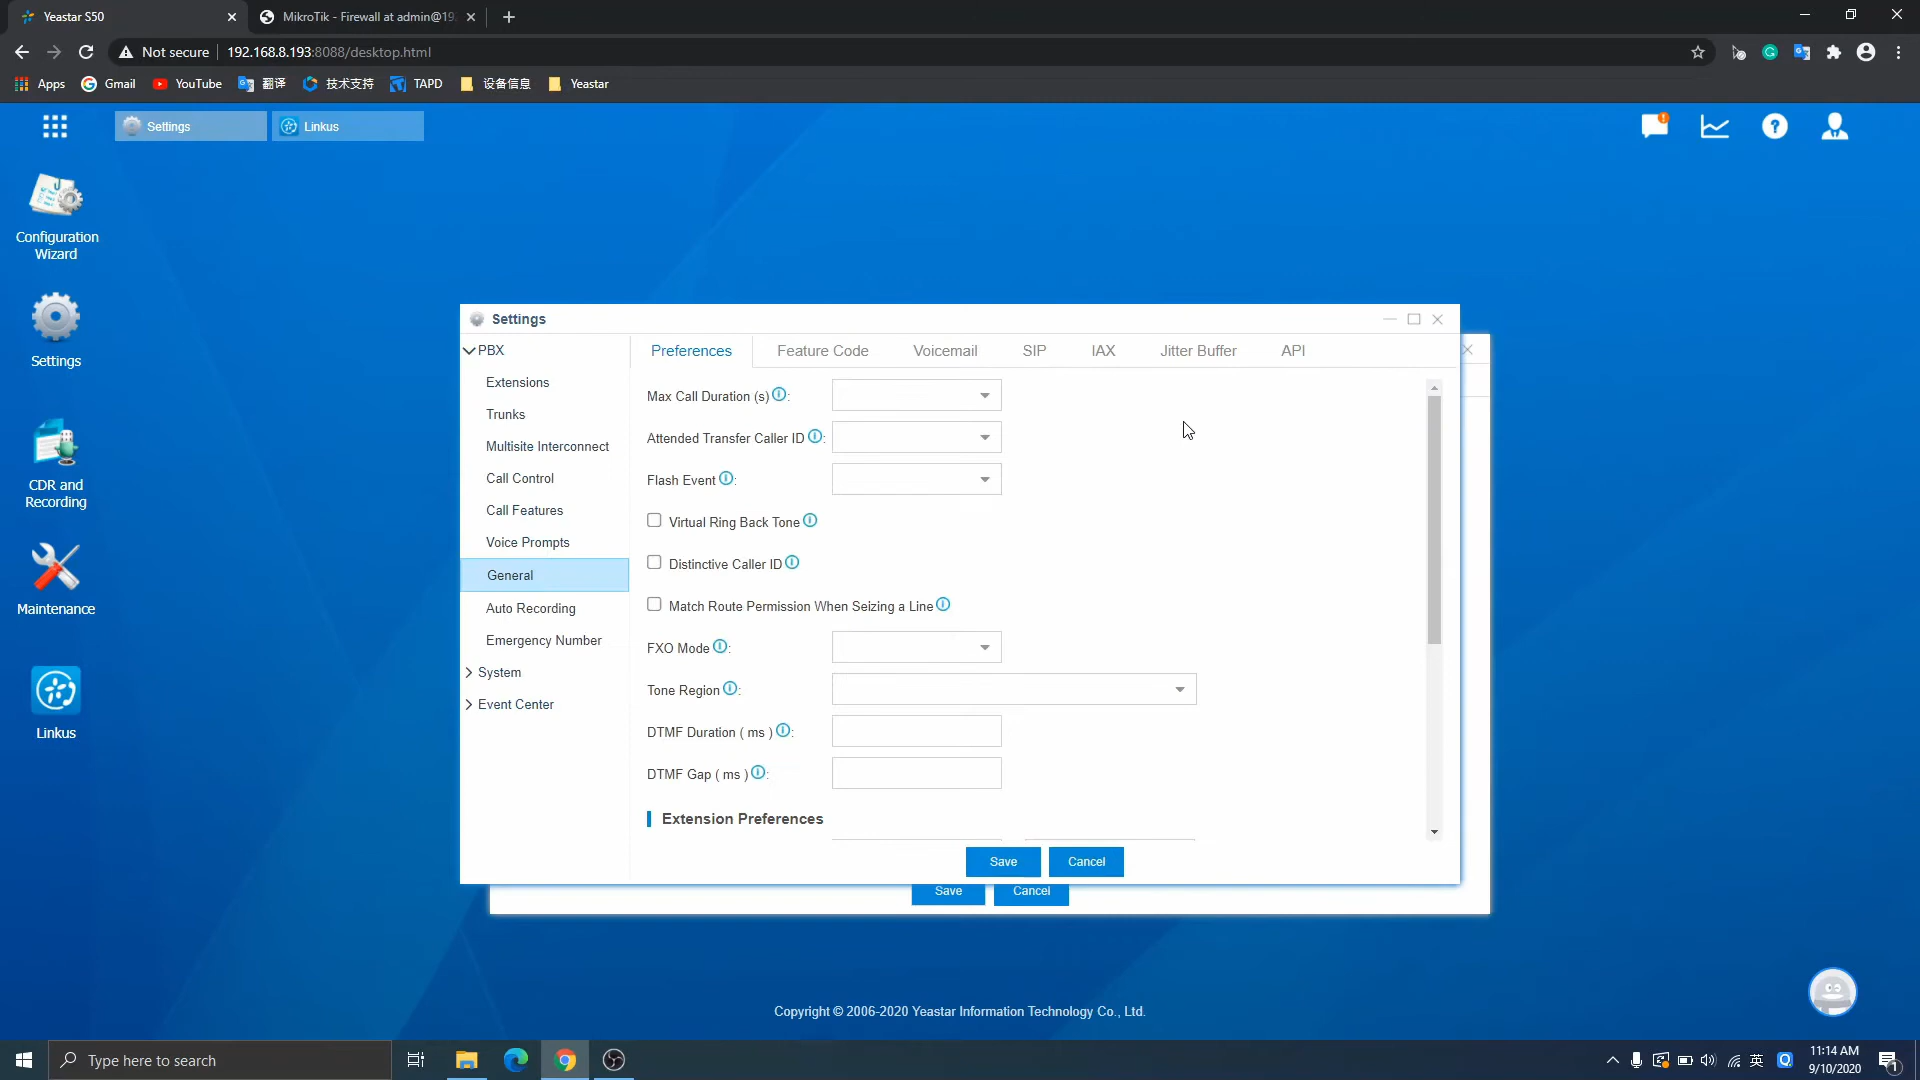 Yeastar S50
MikroTik - Firewall at admin@19
Not secure
192.168.8.193:8088/desktop.html
Apps
Gmail
YouTube
翻译
技术支持
TAPD
设备信息
Yeastar
Settings
Linkus
Configuration
Wizard
Settings
CDR and
Recording
Maintenance
Linkus
Settings
PBX
Extensions
Trunks
Multisite Interconnect
Call Control
Call Features
Voice Prompts
General
Auto Recording
Emergency Number
System
Event Center
Preferences
Feature Code
Voicemail
SIP
IAX
Jitter Buffer
API
Max Call Duration (s) :
Attended Transfer Caller ID :
Flash Event :
Virtual Ring Back Tone
Distinctive Caller ID
Match Route Permission When Seizing a Line
FXO Mode :
Tone Region :
DTMF Duration ( ms ) :
DTMF Gap ( ms ) :
Extension Preferences
Save
Cancel
Save
Cancel
Copyright © 2006-2020 Yeastar Information Technology Co., Ltd.
Type here to search
英
11:14 AM
9/10/2020
1